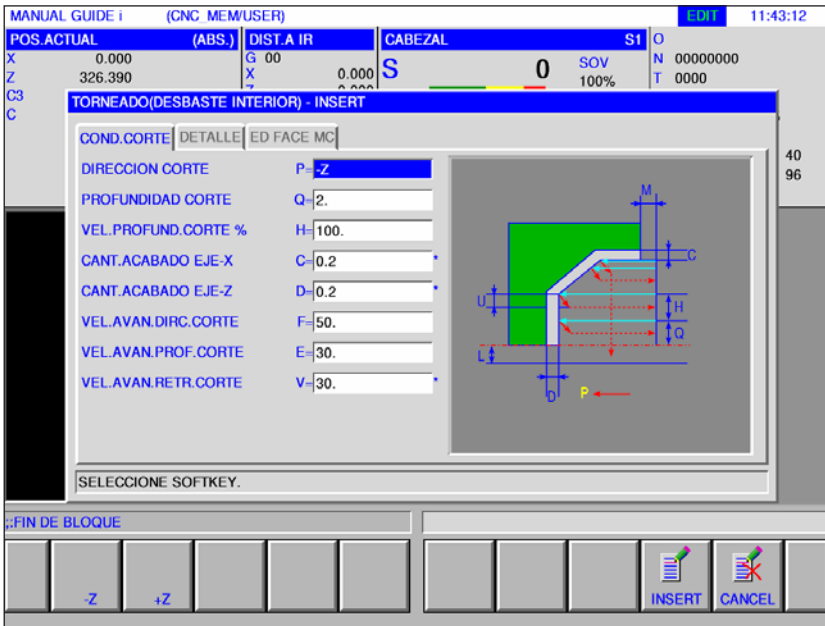 MANUAL GUIDE i (CNC_MEM/USER) EDIT 11:43:12
POS.ACTUAL (ABS.) DIST.A IR CABEZAL S1 O
X 0.000 G 00 S 0 SOV N 00000000
Z 326.390 X 0.000 100% T 0000
C3
C
TORNEADO(DESBASTE INTERIOR) - INSERT
COND.CORTE DETALLE ED FACE MC
40
96
DIRECCION CORTE P=-Z
PROFUNDIDAD CORTE Q=2.
VEL.PROFUND.CORTE % H=100.
CANT.ACABADO EJE-X C=0.2 *
CANT.ACABADO EJE-Z D=0.2 *
VEL.AVAN.DIRC.CORTE F=50.
VEL.AVAN.PROF.CORTE E=30.
VEL.AVAN.RETR.CORTE V=30. *
M
C
U
H
Q
L
D
P
SELECCIONE SOFTKEY.
;:FIN DE BLOQUE
-Z +Z INSERT CANCEL